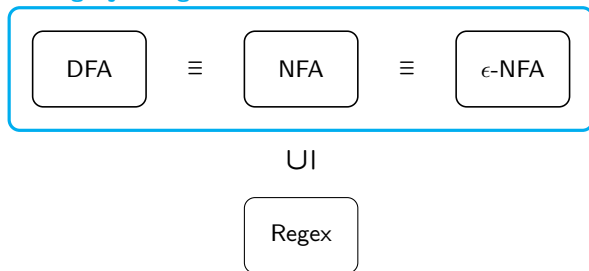 DFA ≡ NFA ≡ ϵ-NFA
∪I
Regex